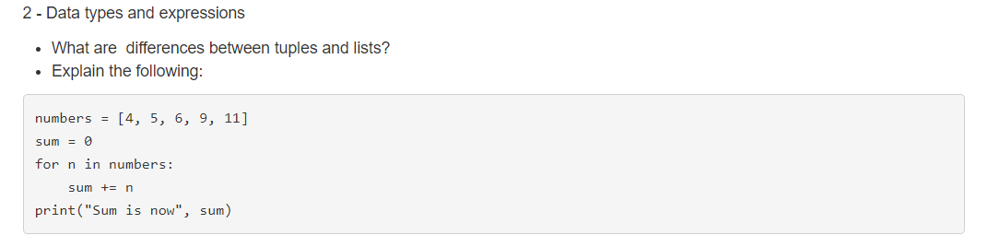 2 - Data types and expressions
• What are  differences between tuples and lists?
• Explain the following:
numbers = [4, 5, 6, 9, 11]
sum = 0
for n in numbers:
    sum += n
print("Sum is now", sum)